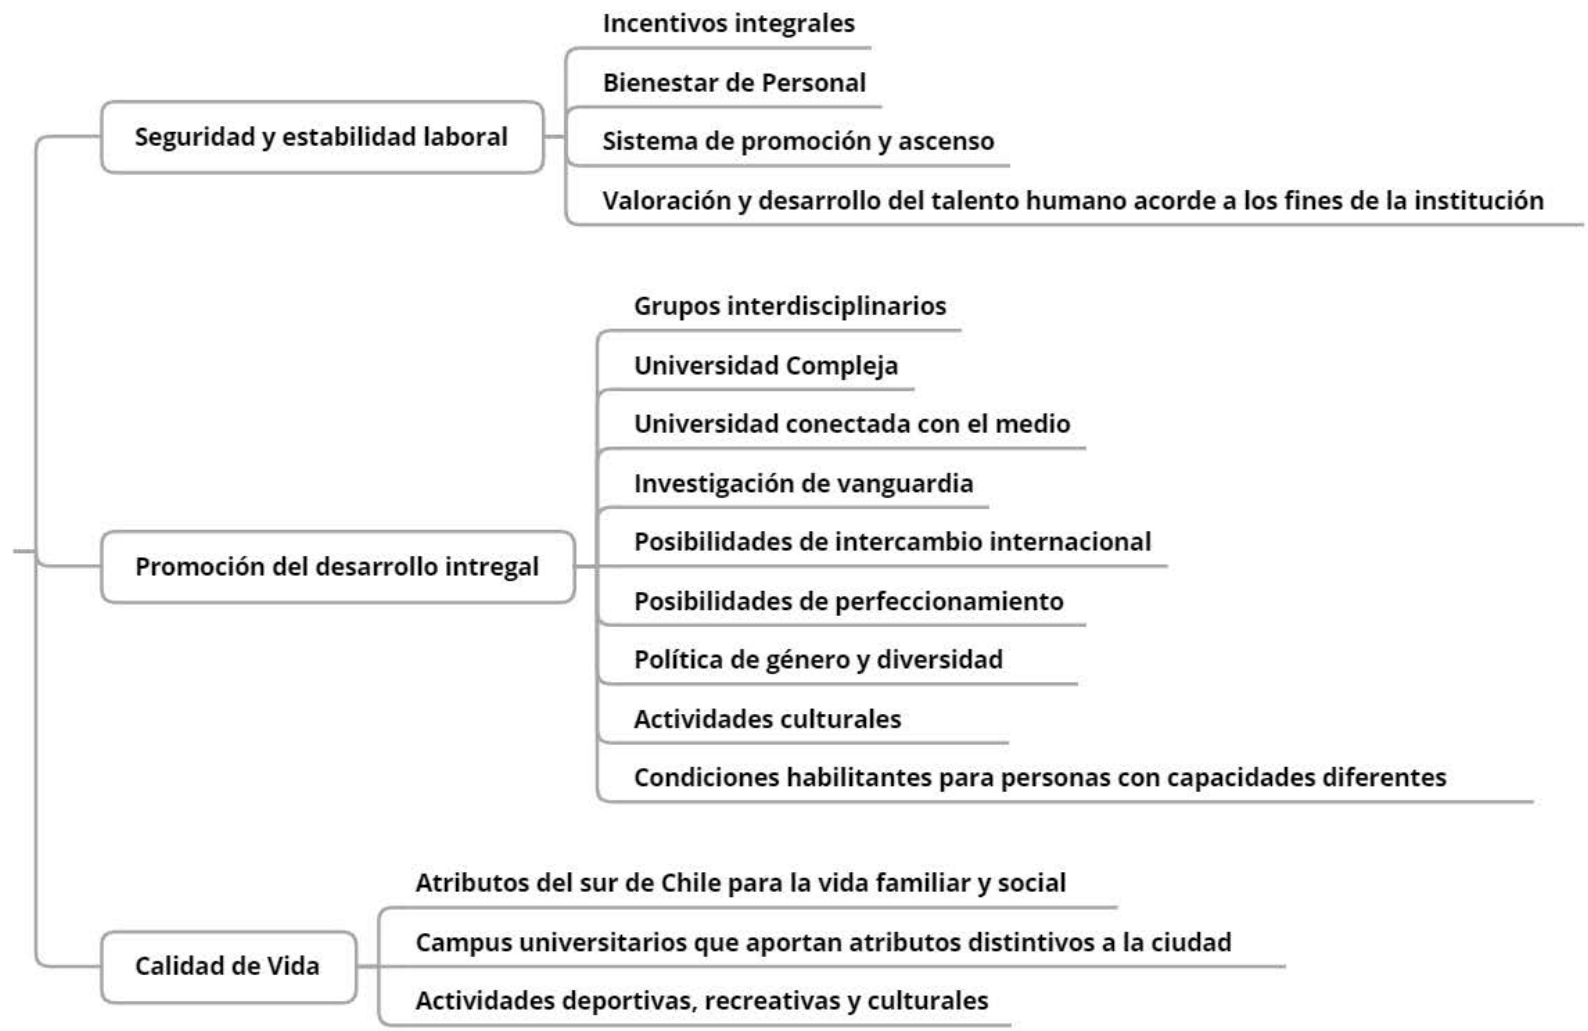 Incentivos integrales
Bienestar de Personal
Seguridad y estabilidad laboral
Sistema de promoción y ascenso
Valoración y desarrollo del talento humano acorde a los fines de la institución
Grupos interdisciplinarios
Universidad Compleja
Universidad conectada con el medio
Investigación de vanguardia
Posibilidades de intercambio internacional
Promoción del desarrollo intregal
Posibilidades de perfeccionamiento
Política de género y diversidad
Actividades culturales
Condiciones habilitantes para personas con capacidades diferentes
Atributos del sur de Chile para la vida familiar y social
Campus universitarios que aportan atributos distintivos a la ciudad
Calidad de Vida
Actividades deportivas, recreativas y culturales